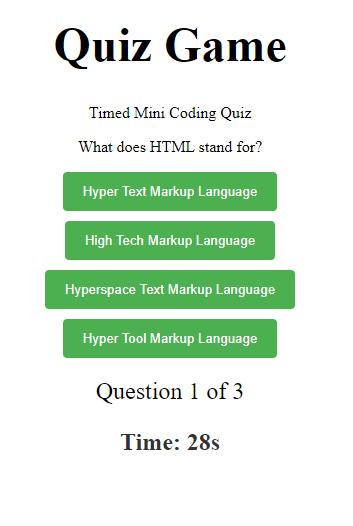 Quiz Game
Timed Mini Coding Quiz
What does HTML stand for?
Hyper Text Markup Language
High Tech Markup Language
Hyperspace Text Markup Language
Hyper Tool Markup Language
Question 1 of 3
Time: 28s